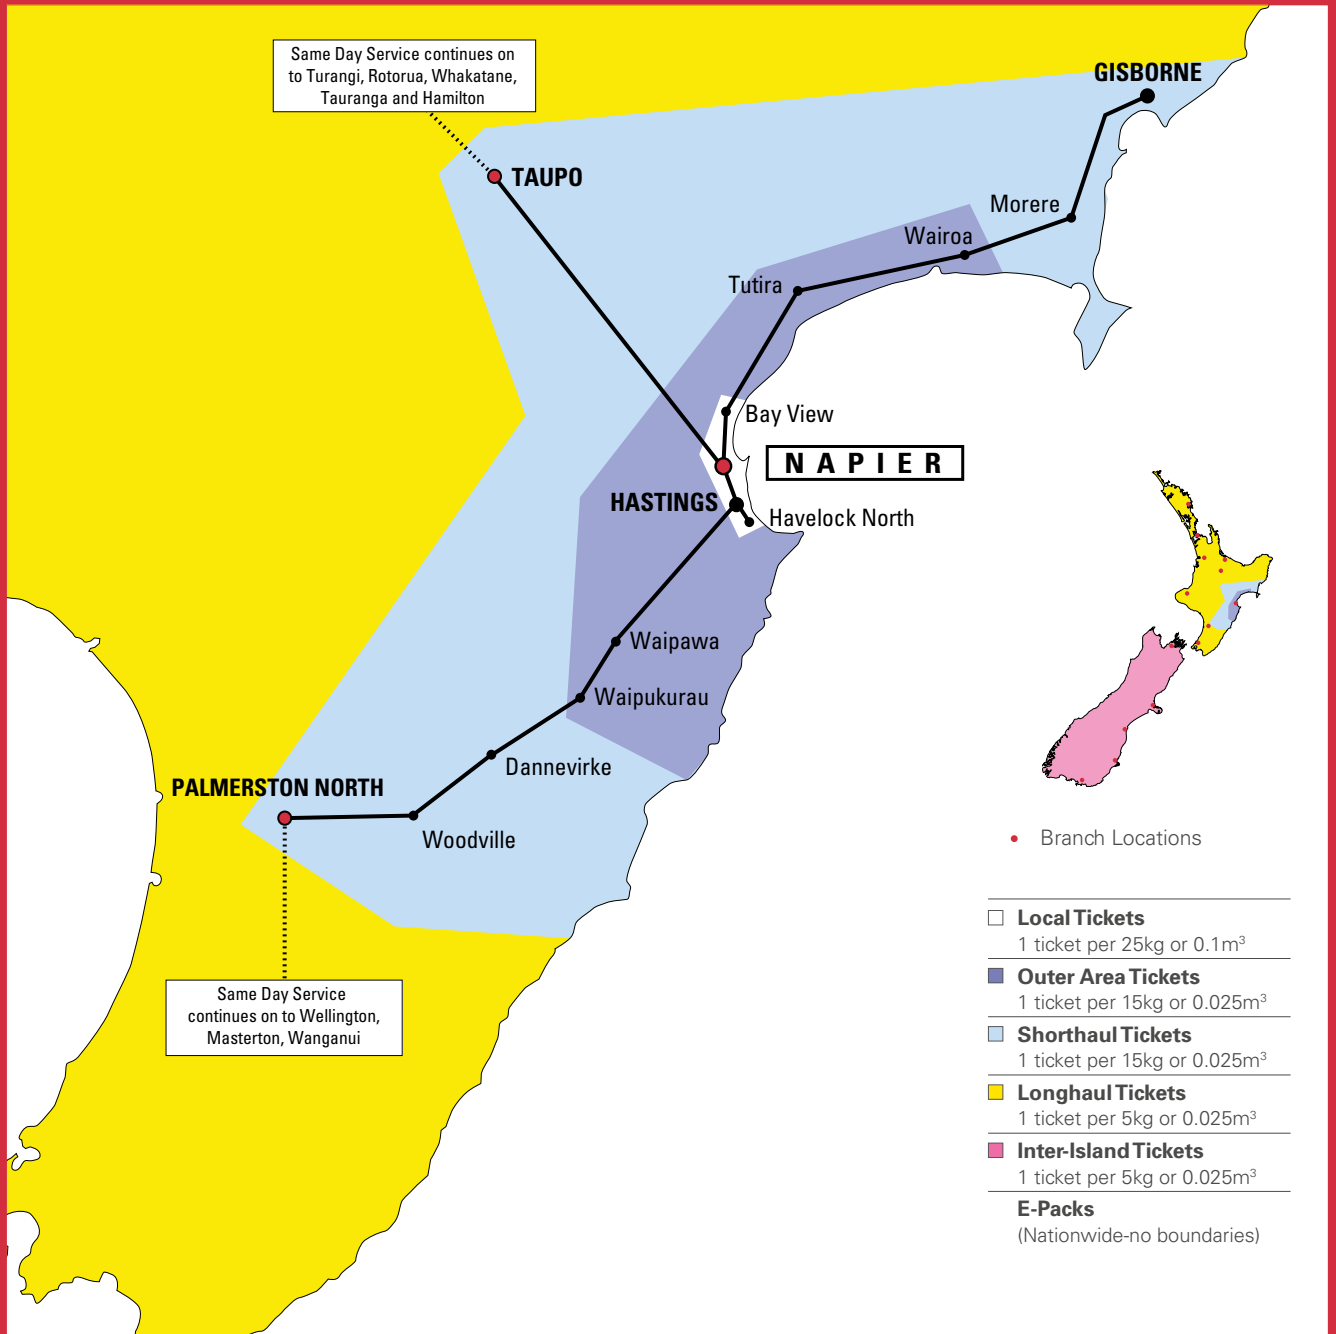 Same Day Service continues on
to Turangi, Rotorua, Whakatane,
Tauranga and Hamilton
GISBORNE
TAUPO
Morere
Wairoa
Tutira
Bay View
NAPIER
HASTINGS
Havelock North
Waipawa
Waipukurau
Dannevirke
PALMERSTON NORTH
Woodville
Same Day Service
continues on to Wellington,
Masterton, Wanganui
Branch Locations
Local Tickets
1 ticket per 25kg or 0.1m³
Outer Area Tickets
1 ticket per 15kg or 0.025m³
Shorthaul Tickets
1 ticket per 15kg or 0.025m³
Longhaul Tickets
1 ticket per 5kg or 0.025m³
Inter-Island Tickets
1 ticket per 5kg or 0.025m³
E-Packs
(Nationwide-no boundaries)